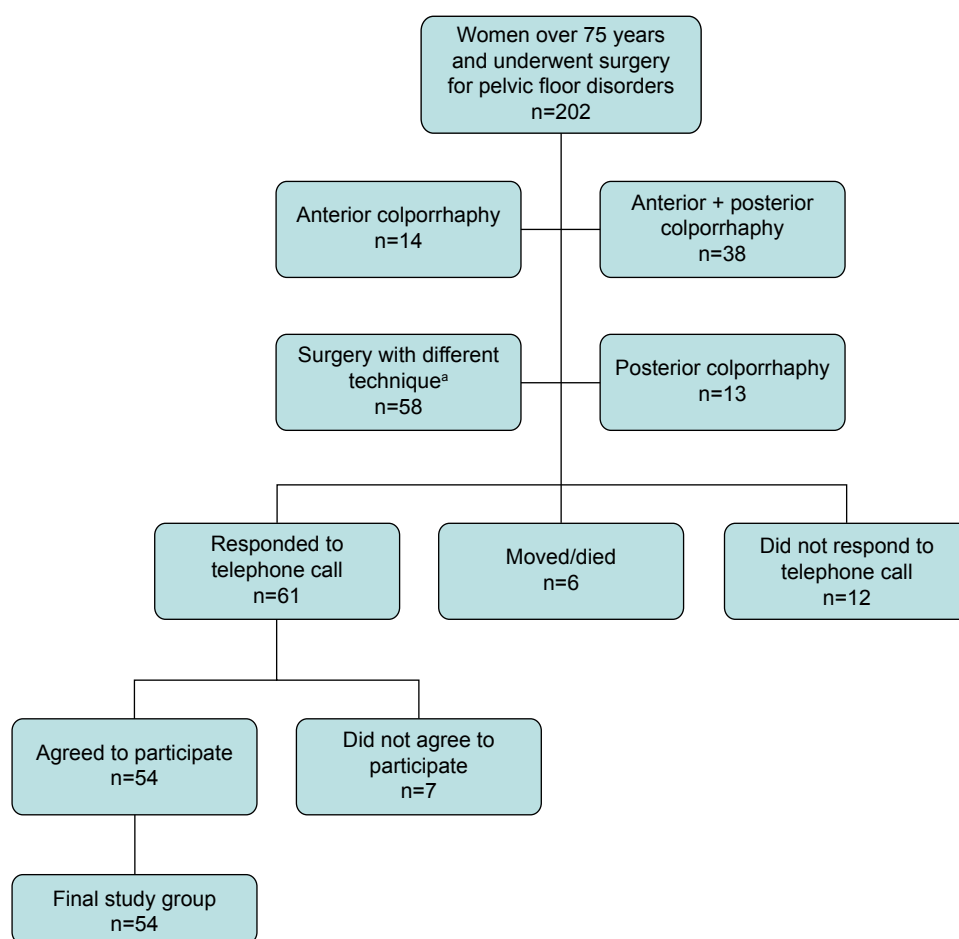 Women over 75 years
and underwent surgery
for pelvic floor disorders
n=202
Anterior colporrhaphy
n=14
Anterior + posterior
colporrhaphy
n=38
Surgery with different
techniqueᵃ
n=58
Posterior colporrhaphy
n=13
Responded to
telephone call
n=61
Moved/died
n=6
Did not respond to
telephone call
n=12
Agreed to participate
n=54
Did not agree to
participate
n=7
Final study group
n=54